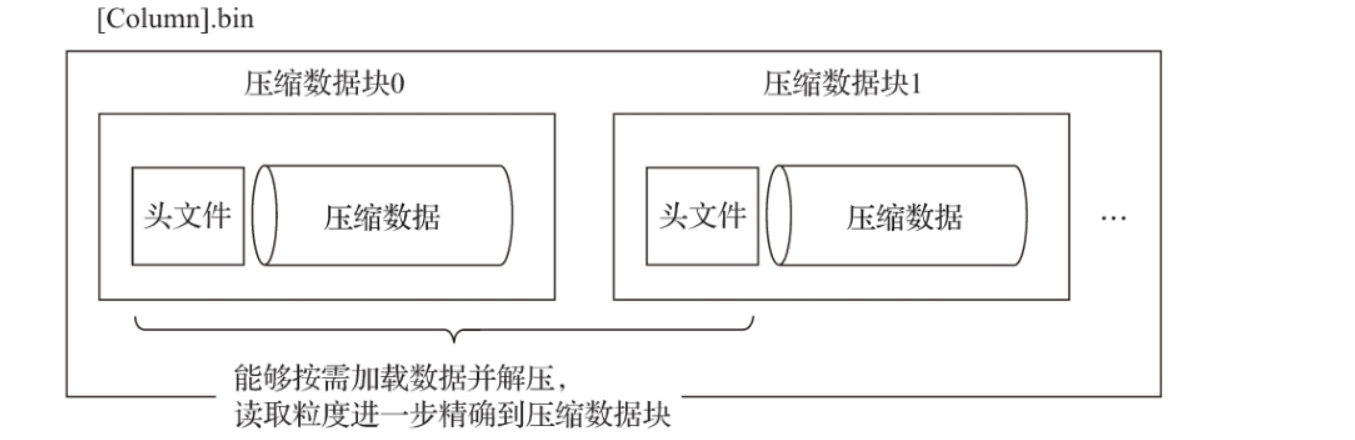 [Column].bin
压缩数据块0
压缩数据块1
头文件
压缩数据
头文件
压缩数据
…
能够按需加载数据并解压，
读取粒度进一步精确到压缩数据块